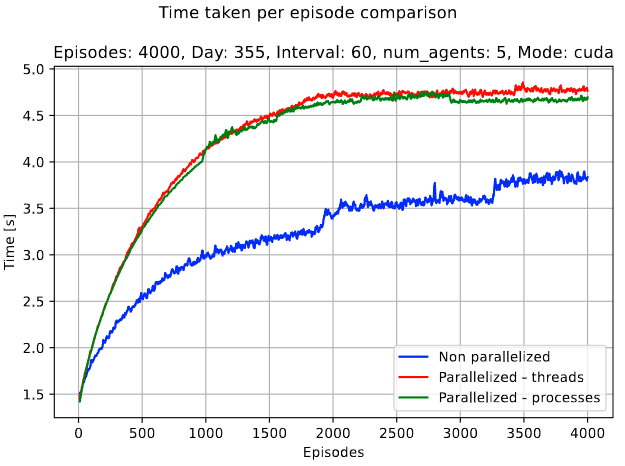 Time taken per episode comparison
Episodes: 4000, Day: 355, Interval: 60, num_agents: 5, Mode: cuda
5.0
4.5
4.0
3.5
3.0
2.5
2.0
1.5
Time [s]
Non parallelized
Parallelized - threads
Parallelized - processes
0 500 1000 1500 2000 2500 3000 3500 4000
Episodes